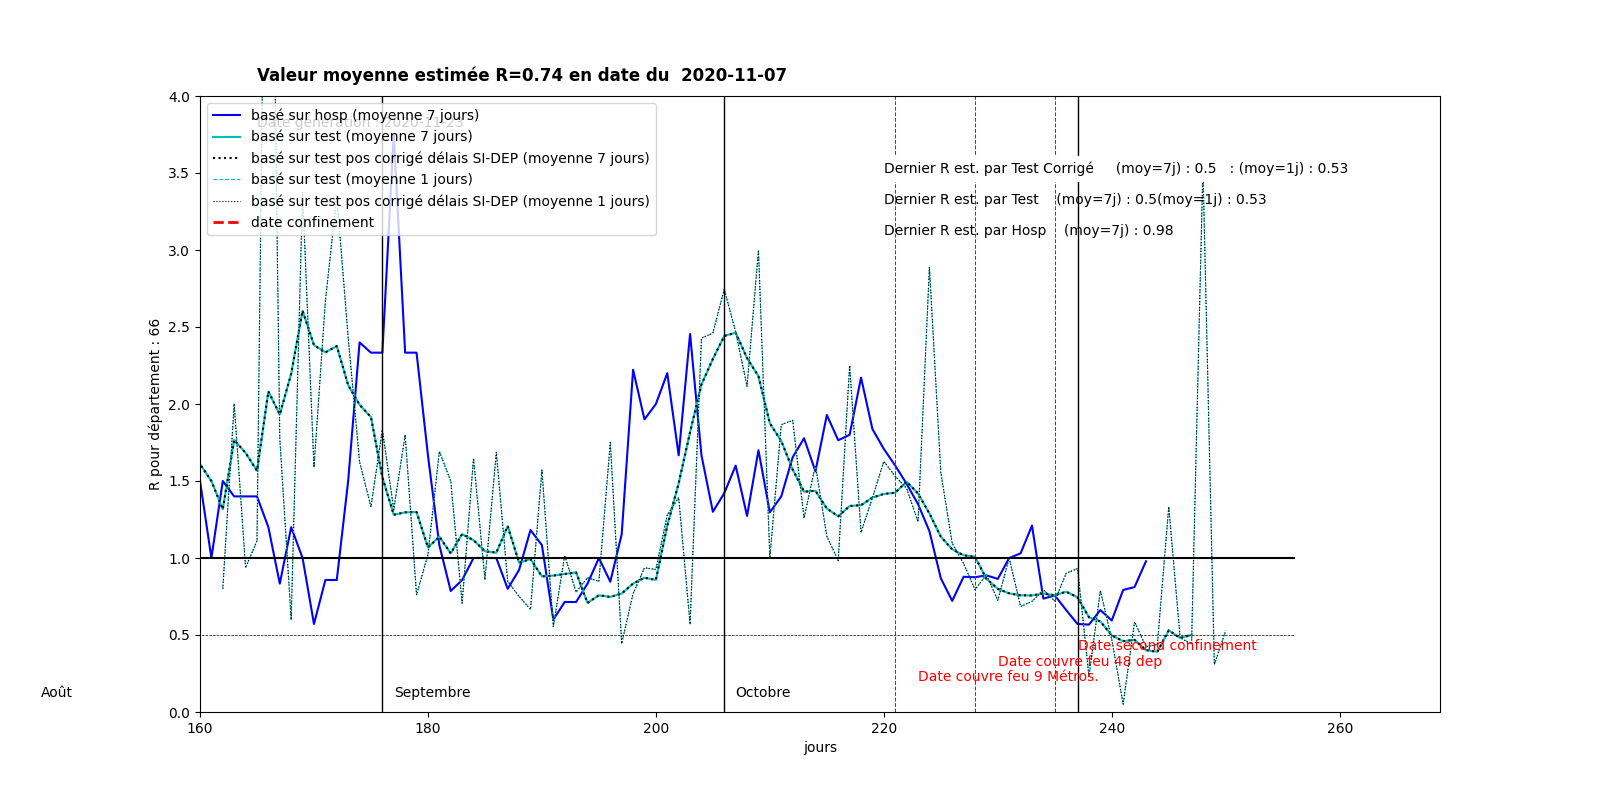 Valeur moyenne estimée R=0.74 en date du  2020-11-07
Date génération : 2020-11-23
basé sur hosp (moyenne 7 jours)
basé sur test (moyenne 7 jours)
basé sur test pos corrigé délais SI-DEP (moyenne 7 jours)
basé sur test (moyenne 1 jours)
basé sur test pos corrigé délais SI-DEP (moyenne 1 jours)
date confinement
Dernier R est. par Test Corrigé     (moy=7j) : 0.5   : (moy=1j) : 0.53
Dernier R est. par Test    (moy=7j) : 0.5(moy=1j) : 0.53
Dernier R est. par Hosp    (moy=7j) : 0.98
4.0
3.5
3.0
2.5
2.0
1.5
1.0
0.5
0.0
R pour département : 66
Date second confinement
Date couvre feu 48 dep
Date couvre feu 9 Métros.
Août
Septembre
Octobre
160
180
200
220
240
260
jours